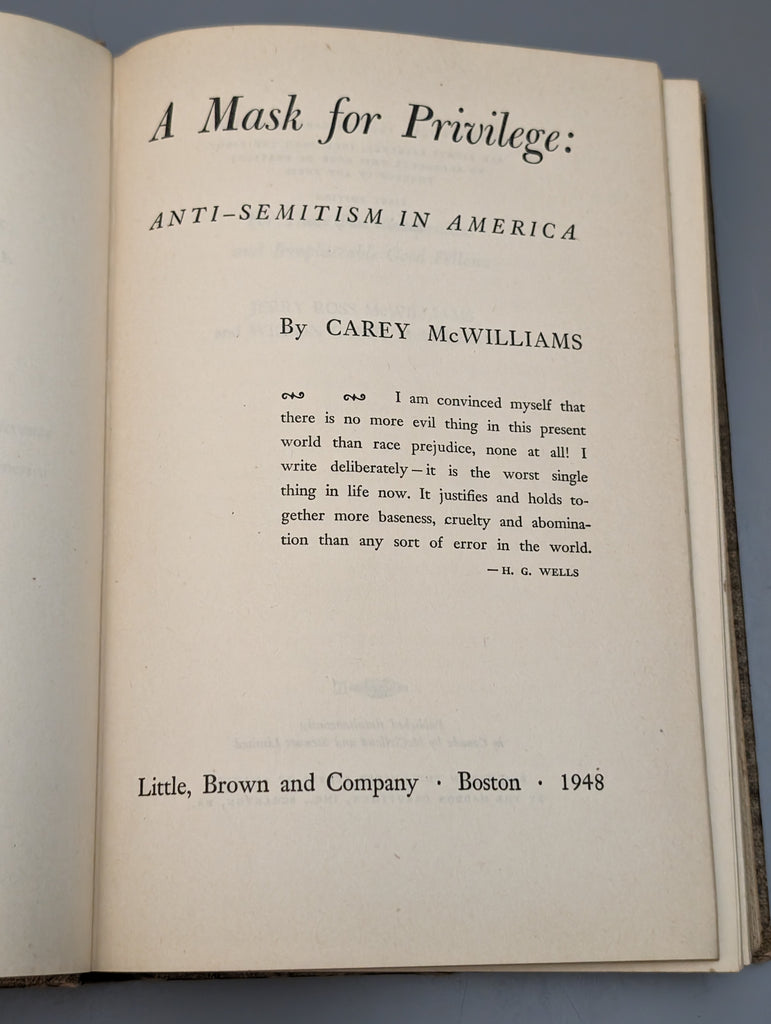 A Mask for Privilege:
ANTI-SEMITISM IN AMERICA
By CAREY McWILLIAMS
I am convinced myself that
there is no more evil thing in this present
world than race prejudice, none at all! I
write deliberately—it is the worst single
thing in life now. It justifies and holds to-
gether more baseness, cruelty and abomina-
tion than any sort of error in the world.
—H. G. WELLS
Little, Brown and Company · Boston · 1948